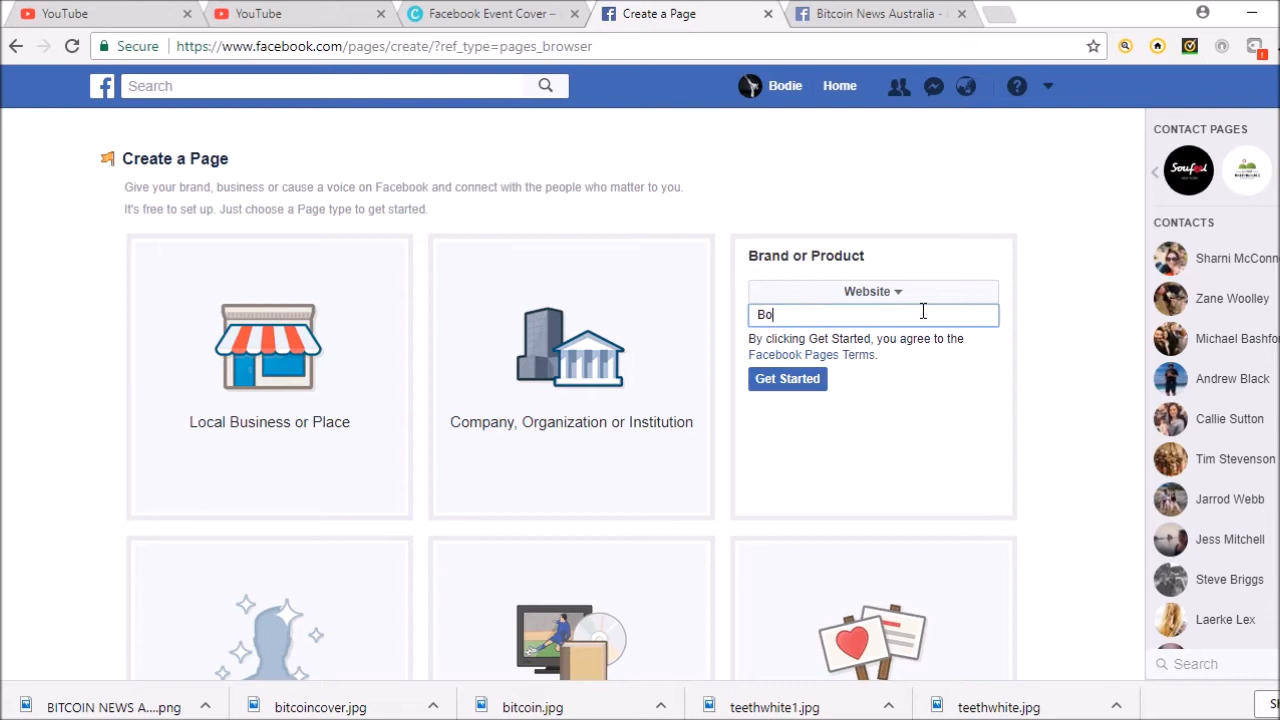 YouTube
YouTube
Facebook Event Cover –
Create a Page
Bitcoin News Australia -
Secure
https://www.facebook.com/pages/create/?ref_type=pages_browser
Search
Bodie
Home
Create a Page
Give your brand, business or cause a voice on Facebook and connect with the people who matter to you.
It's free to set up. Just choose a Page type to get started.
Local Business or Place
Company, Organization or Institution
Brand or Product
Website
Bo
By clicking Get Started, you agree to the
Facebook Pages Terms.
Get Started
CONTACT PAGES
Soufeel
CONTACTS
Sharni McConn
Zane Woolley
Michael Bashfo
Andrew Black
Callie Sutton
Tim Stevenson
Jarrod Webb
Jess Mitchell
Steve Briggs
Laerke Lex
Search
BITCOIN NEWS A....png
bitcoincover.jpg
bitcoin.jpg
teethwhite1.jpg
teethwhite.jpg